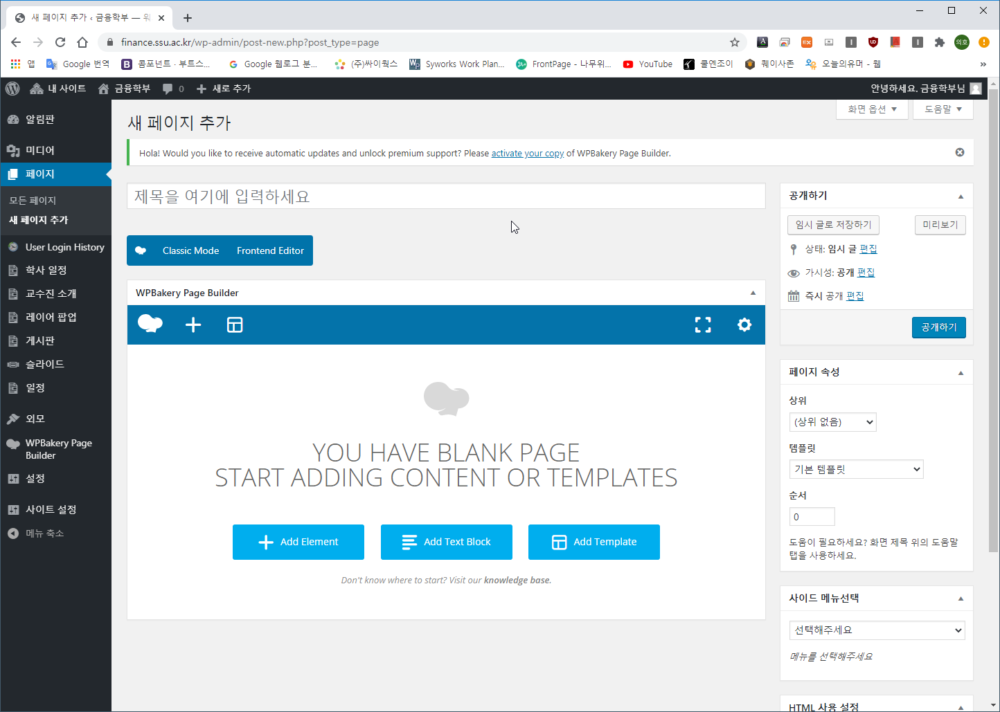 새 페이지 추가 ‹ 금융학부 — 워
finance.ssu.ac.kr/wp-admin/post-new.php?post_type=page
앱
Google 번역
콤포넌트 · 부트스...
Google 웹로그 분...
(주)싸이웍스
Syworks Work Plan...
FrontPage - 나무위...
YouTube
쿨엔조이
퀘이사존
오늘의유머 - 웹
»
내 사이트
금융학부
0
새로 추가
안녕하세요. 금융학부님
알림판
미디어
페이지
모든 페이지
새 페이지 추가
User Login History
학사 일정
교수진 소개
레이어 팝업
게시판
슬라이드
일정
외모
WPBakery Page
Builder
설정
사이트 설정
메뉴 축소
화면 옵션
도움말
새 페이지 추가
Hola! Would you like to receive automatic updates and unlock premium support? Please activate your copy of WPBakery Page Builder.
제목을 여기에 입력하세요
Classic Mode
Frontend Editor
WPBakery Page Builder
YOU HAVE BLANK PAGE
START ADDING CONTENT OR TEMPLATES
Add Element
Add Text Block
Add Template
Don't know where to start? Visit our knowledge base.
공개하기
임시 글로 저장하기
미리보기
상태: 임시 글 편집
가시성: 공개 편집
즉시 공개 편집
공개하기
페이지 속성
상위
(상위 없음)
템플릿
기본 템플릿
순서
0
도움이 필요하세요? 화면 제목 위의 도움말
탭을 사용하세요.
사이드 메뉴선택
선택해주세요
메뉴를 선택해주세요
HTML 사용 설정